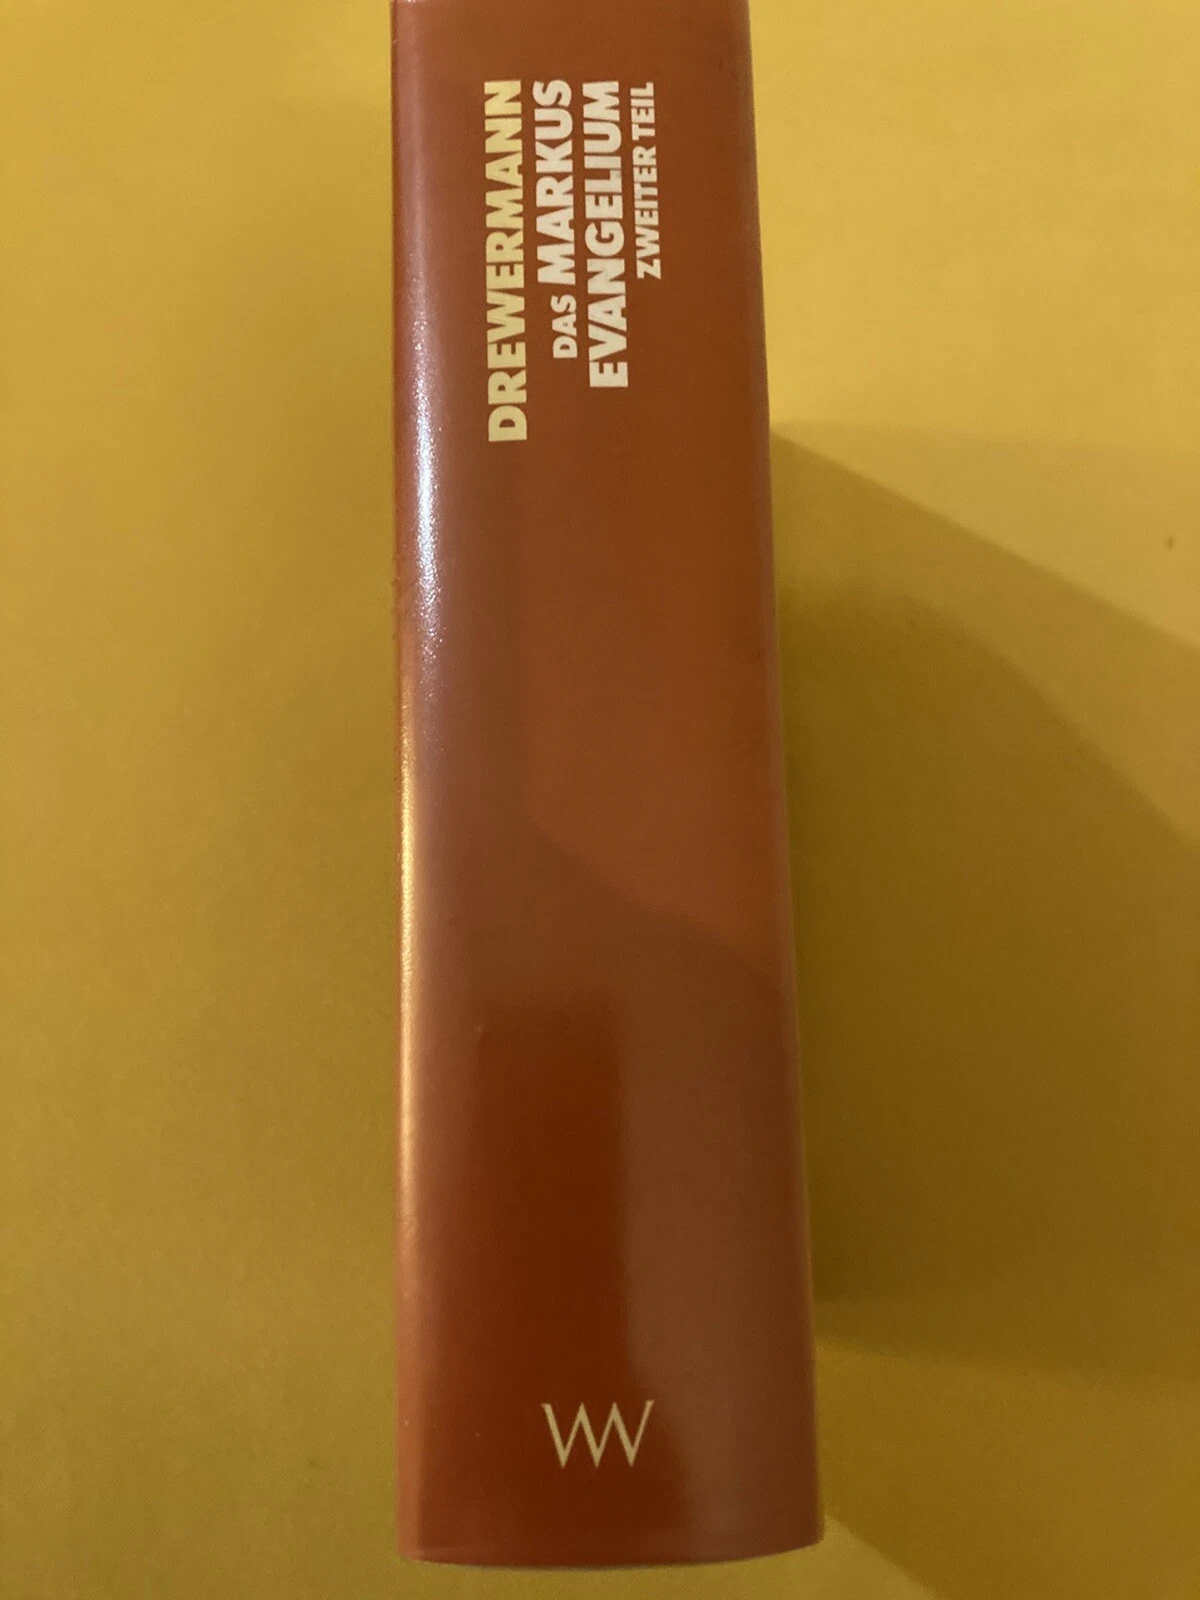 DREWERMANN
DAS MARKUS
EVANGELIUM
ZWEITER TEIL
W